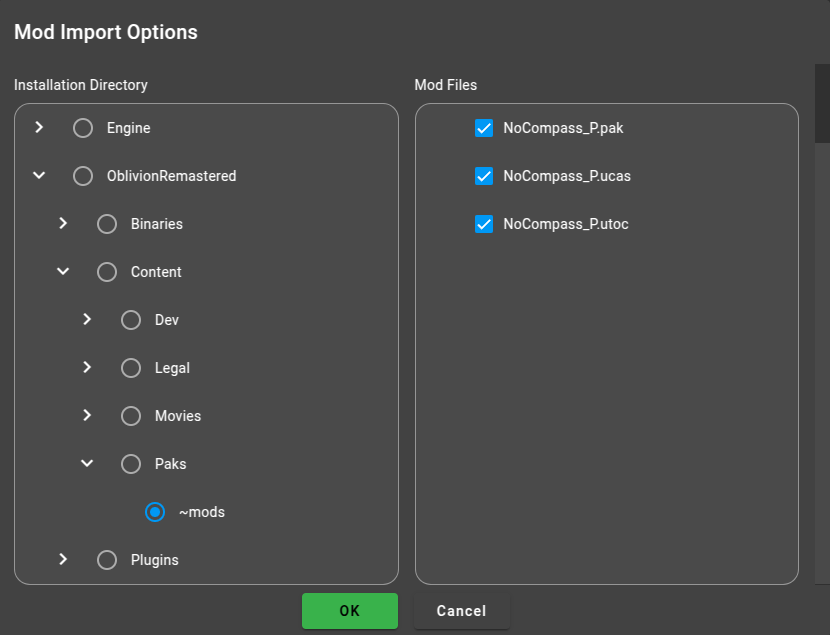 Mod Import Options
Installation Directory
Engine
OblivionRemastered
Binaries
Content
Dev
Legal
Movies
Paks
~mods
Plugins
Mod Files
NoCompass_P.pak
NoCompass_P.ucas
NoCompass_P.utoc
OK
Cancel